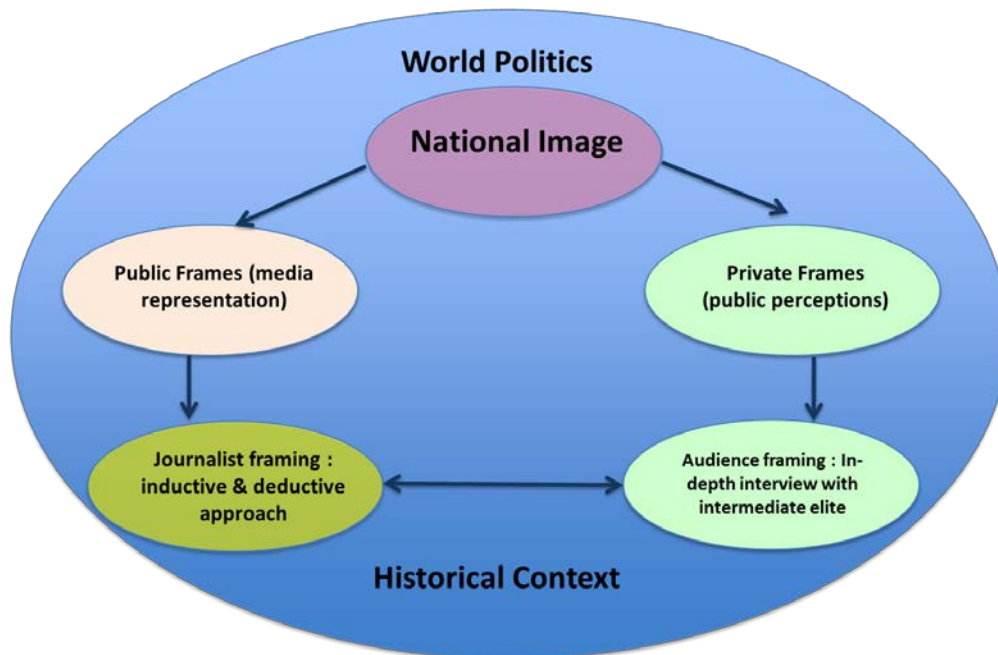 World Politics
National Image
Public Frames (media
representation)
Private Frames
(public perceptions)
Journalist framing :
inductive & deductive
approach
Audience framing : In-
depth interview with
intermediate elite
Historical Context